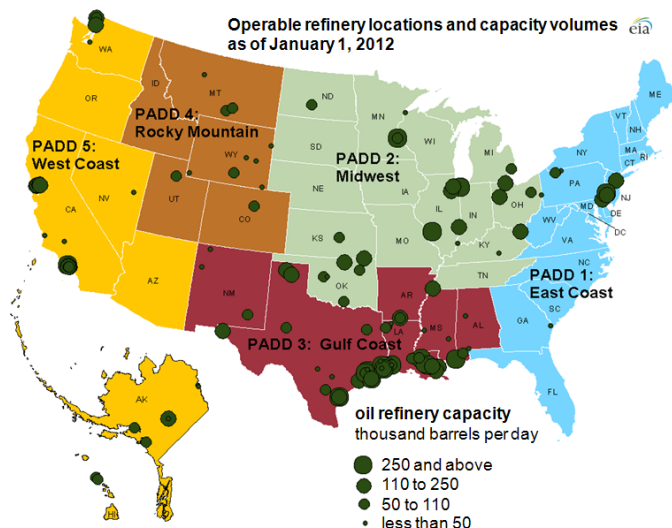 Operable refinery locations and capacity volumes
as of January 1, 2012
eia
WA
OR
ID
MT
ND
MN
SD
WI
MI
WY
NE
IA
NV
UT
CO
CA
AZ
NM
KS
OK
MO
IL
IN
OH
KY
TN
AR
LA
MS
AL
GA
FL
SC
NC
VA
WV
PA
NY
VT
NH
ME
MA
CT
RI
NJ
DE
MD
DC
AK
HI
PADD 4:
Rocky Mountain
PADD 5:
West Coast
PADD 2:
Midwest
PADD 1:
East Coast
PADD 3: Gulf Coast
oil refinery capacity
thousand barrels per day
250 and above
110 to 250
50 to 110
less than 50